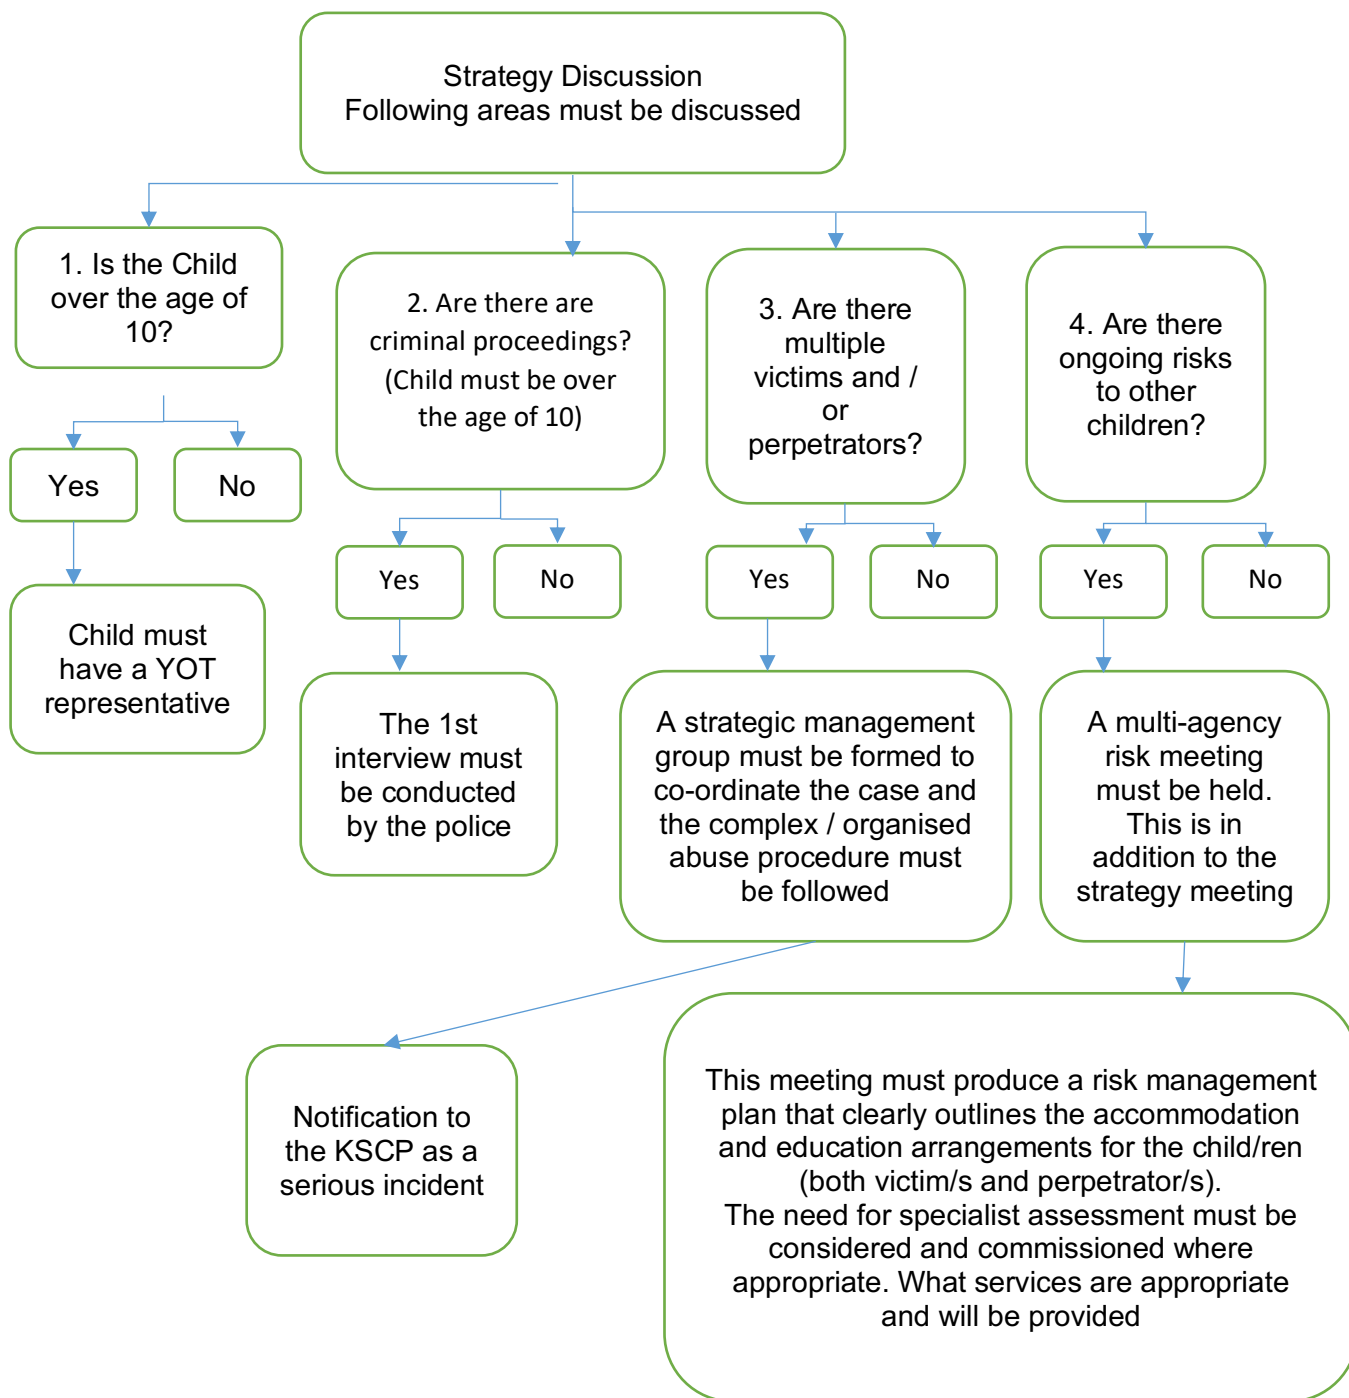 Strategy Discussion
Following areas must be discussed
1. Is the Child
over the age of
10?
Yes
No
Child must
have a YOT
representative
2. Are there are
criminal proceedings?
(Child must be over
the age of 10)
Yes
No
The 1st
interview must
be conducted
by the police
3. Are there
multiple
victims and /
or
perpetrators?
Yes
No
A strategic management
group must be formed to
co-ordinate the case and
the complex / organised
abuse procedure must
be followed
Notification to
the KSCP as a
serious incident
4. Are there
ongoing risks
to other
children?
Yes
No
A multi-agency
risk meeting
must be held.
This is in
addition to the
strategy meeting
This meeting must produce a risk management
plan that clearly outlines the accommodation
and education arrangements for the child/ren
(both victim/s and perpetrator/s).
The need for specialist assessment must be
considered and commissioned where
appropriate. What services are appropriate
and will be provided